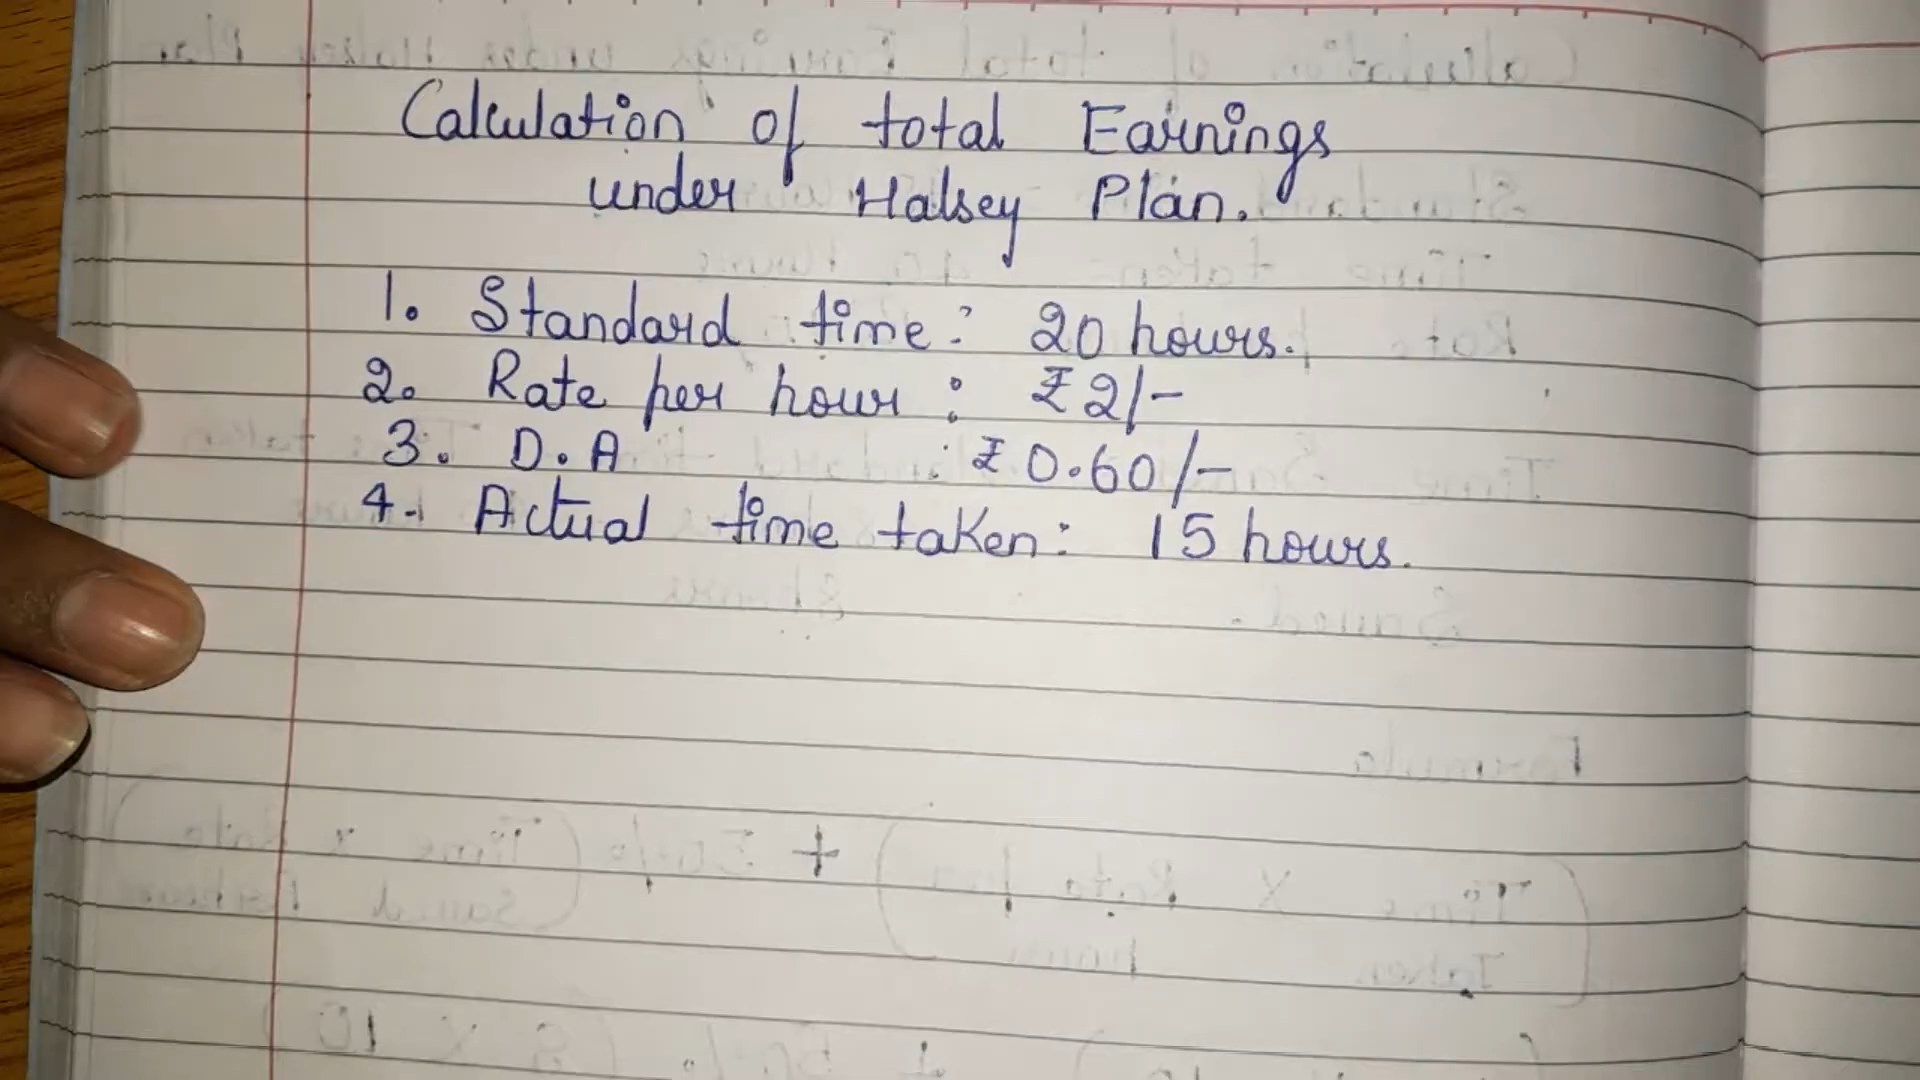 Calculation of total Earnings
under Halsey Plan.
1. Standard time: 20 hours.
2. Rate per hour : ₹2/-
3. D.A : ₹0.60/-
4. Actual time taken: 15 hours.